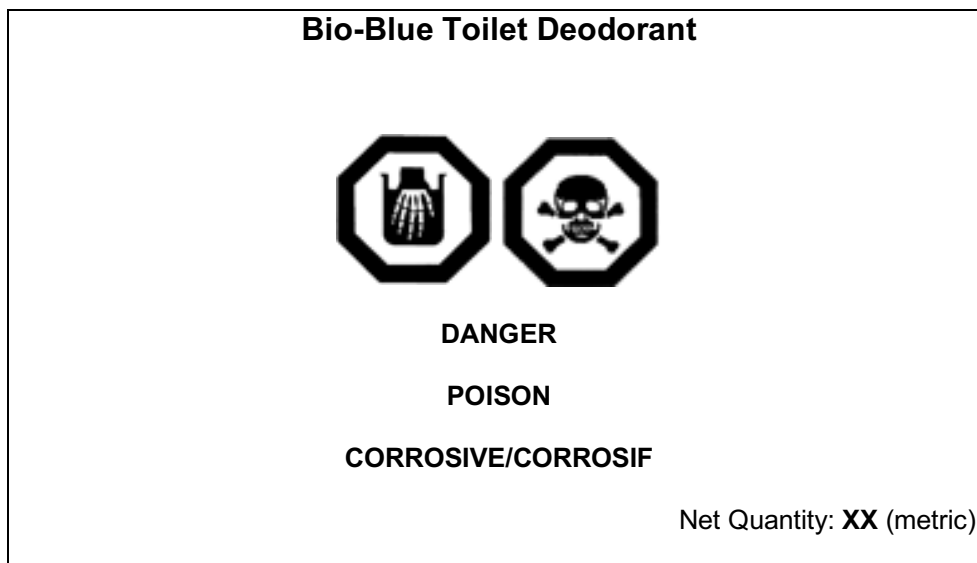 Bio-Blue Toilet Deodorant
DANGER
POISON
CORROSIVE/CORROSIF
Net Quantity: XX (metric)